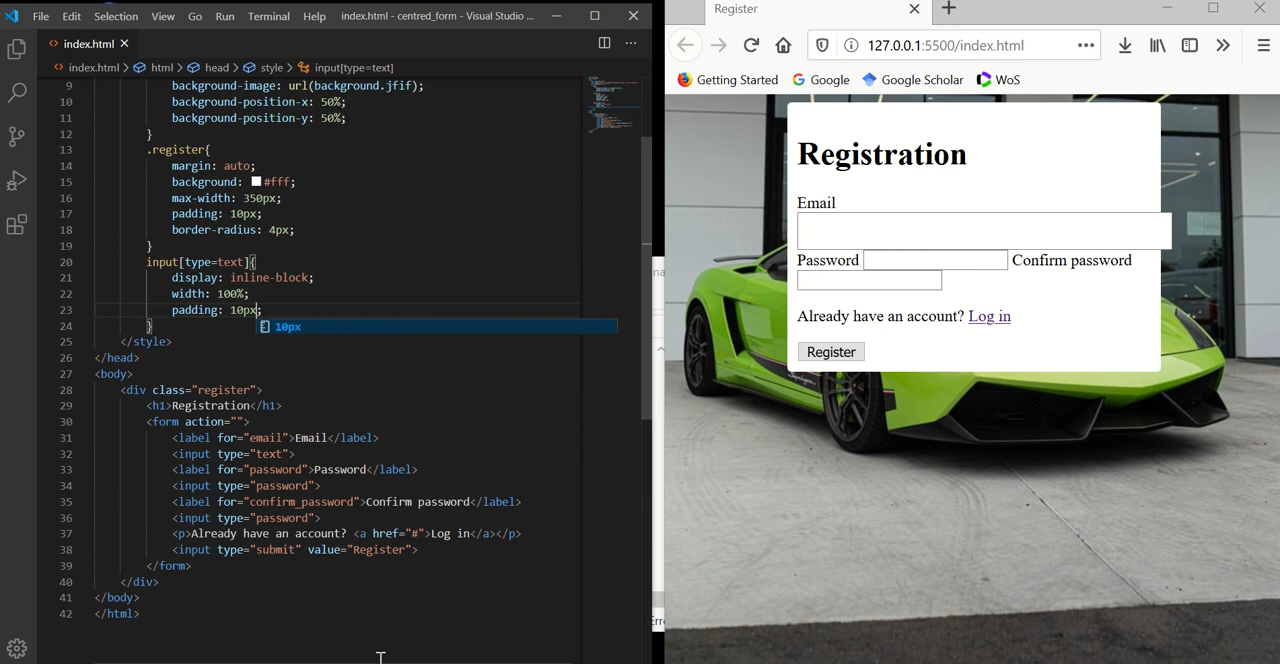 File Edit Selection View Go Run Terminal Help index.html - centred_form - Visual Studio ...
index.html
index.html > html > head > style > input[type=text]
9 background-image: url(background.jfif);
10 background-position-x: 50%;
11 background-position-y: 50%;
12 }
13 .register{
14 margin: auto;
15 background: #fff;
16 max-width: 350px;
17 padding: 10px;
18 border-radius: 4px;
19 }
20 input[type=text]{
21 display: inline-block;
22 width: 100%;
23 padding: 10px;
10px
24 }
25 </style>
26 </head>
27 <body>
28 <div class="register">
29 <h1>Registration</h1>
30 <form action="">
31 <label for="email">Email</label>
32 <input type="text">
33 <label for="password">Password</label>
34 <input type="password">
35 <label for="confirm_password">Confirm password</label>
36 <input type="password">
37 <p>Already have an account? <a href="#">Log in</a></p>
38 <input type="submit" value="Register">
39 </form>
40 </div>
41 </body>
42 </html>
Register
127.0.0.1:5500/index.html
Getting Started Google Google Scholar WoS
Registration
Email
Password Confirm password
Already have an account? Log in
Register